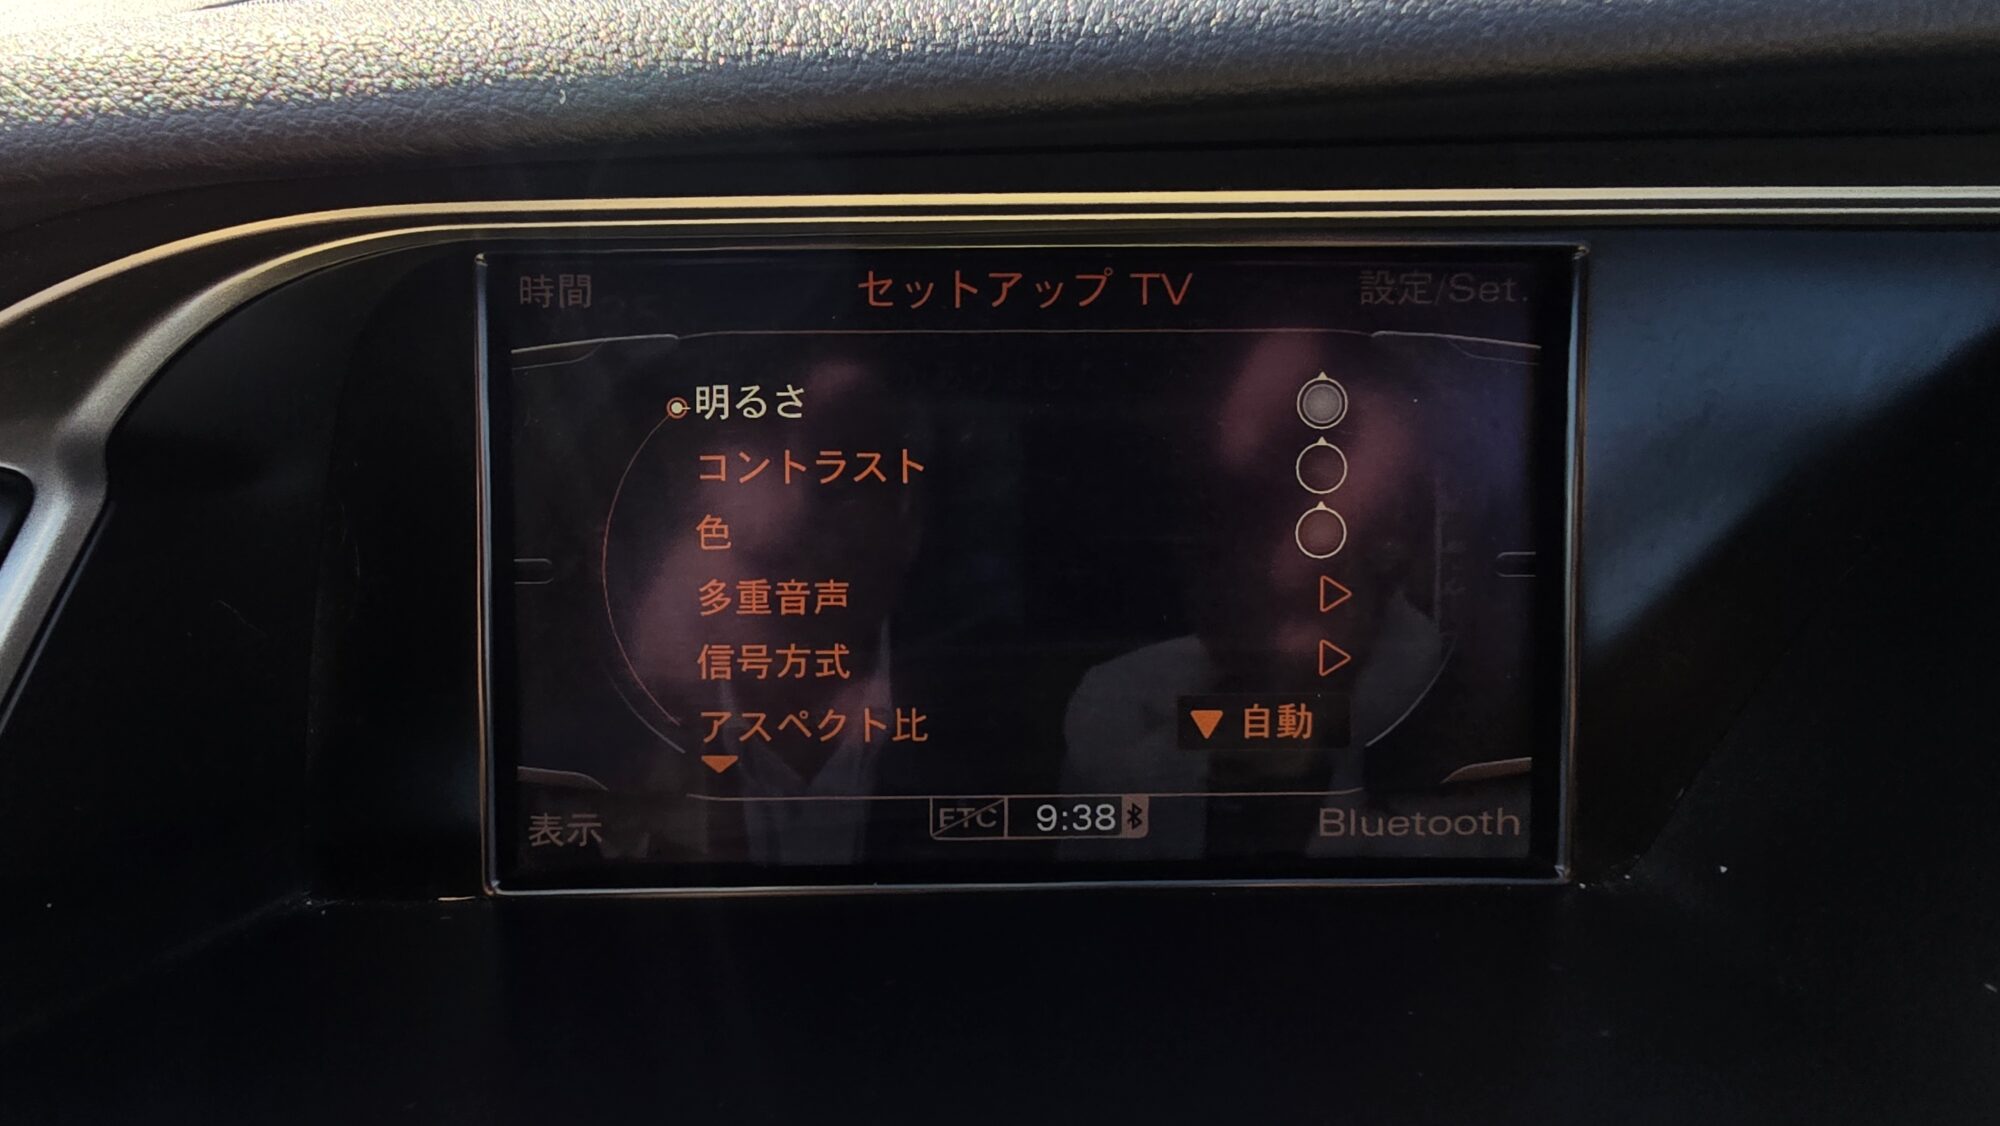 時間
セットアップ TV
設定/Set.
明るさ
コントラスト
色
多重音声
信号方式
アスペクト比
▼ 自動
表示
ETC
9:38
Bluetooth